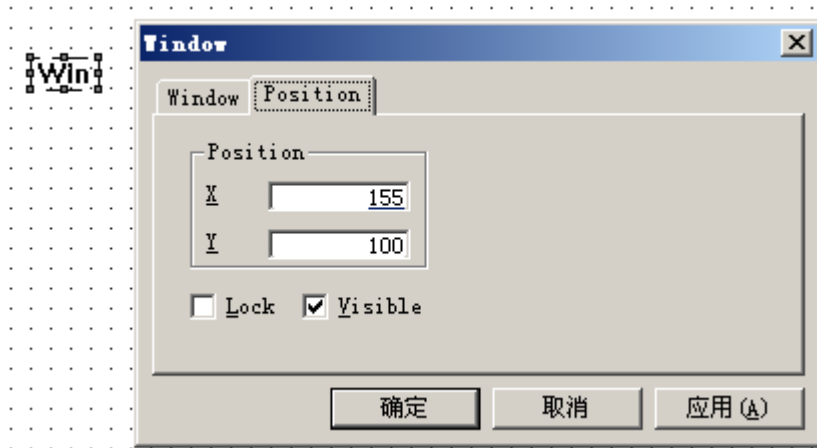 Window
Win
Window Position
Position
X 155
Y 100
Lock Visible
确定 取消 应用(A)